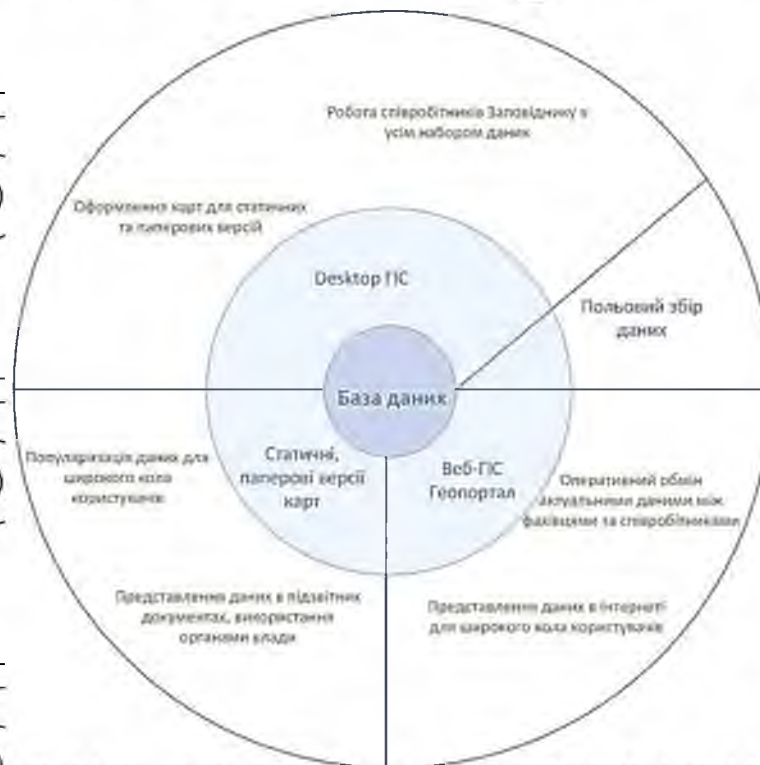 Робота співробітників Заповіднику з
усім набором даних
Оформлення карт для статичних
та паперових версій
Desktop ГІС
Польовий збір
даних
База даних
Популяризація даних для
широкого кола
користувачів
Статичні,
паперові версії
карт
Веб-ГІС
Геопортал
Оперативний обмін
актуальними даними між
фахівцями та співробітниками
Представлення даних в підзвітних
документах, використання
органами влади
Представлення даних в інтернеті
для широкого кола користувачів